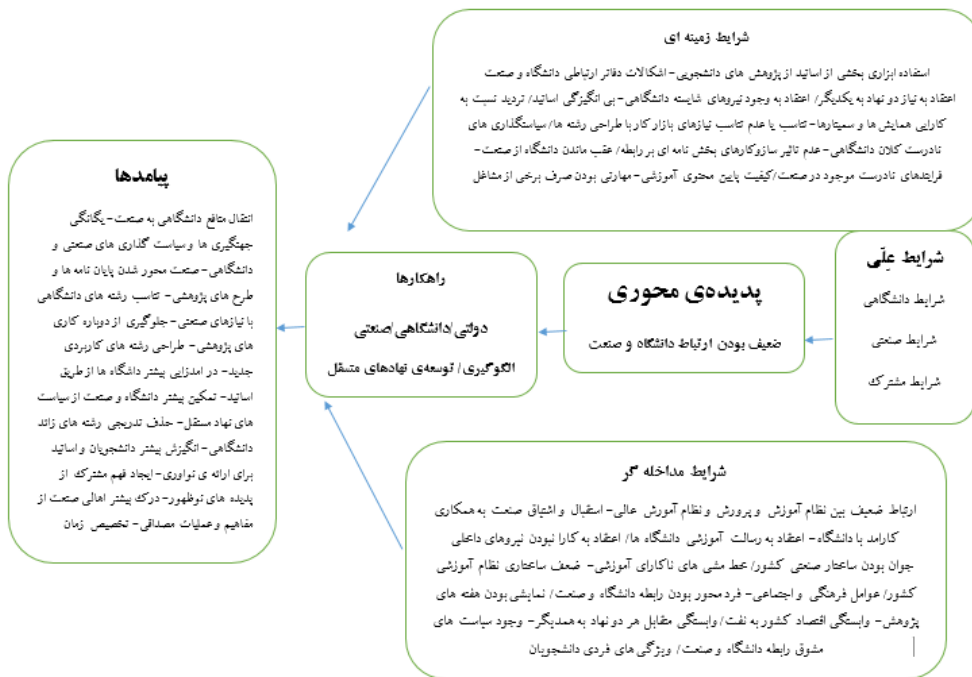 شرایط زمینه ای
استفاده ابزاری بخشی از اساتید از پژوهش های دانشجویی- اشکالات دفاتر ارتباطی دانشگاه و صنعت
اعتقاد به نیاز دو نهاد به یکدیگر/ اعتقاد به وجود نیروهای شایسته دانشگاهی- بی انگیزگی اساتید/ تردید نسبت به
کارایی همایش ها و سمینارها- تناسب یا عدم تناسب نیازهای بازار کار با طراحی رشته ها/ سیاستگذاری های
نادرست کلان دانشگاهی- عدم تاثیر سازوکارهای بخش نامه ای بر رابطه/ عقب ماندن دانشگاه از صنعت-
فرایندهای نادرست موجود در صنعت/ کیفیت پایین محتوی آموزشی- مهارتی بودن صرف برخی از مشاغل
شرایط علّی
شرایط دانشگاهی
شرایط صنعتی
شرایط مشترک
پدیده‌ی محوری
ضعیف بودن ارتباط دانشگاه و صنعت
راهکارها
دولتی/دانشگاهی/صنعتی
الگوگیری/ توسعه‌ی نهادهای متسقل
پیامدها
انتقال منافع دانشگاهی به صنعت- یگانگی
جهتگیری ها و سیاست گذاری های صنعتی و
دانشگاهی- صنعت محور شدن پایان نامه ها و
طرح های پژوهشی- تناسب رشته های دانشگاهی
با نیازهای صنعتی- جلوگیری از دوباره کاری
های پژوهشی- طراحی رشته های کاربردی
جدید- در امدزایی بیشتر داشگاه ها از طریق
اساتید- تمکین بیشتر دانشگاه و صنعت از سیاست
های نهاد مستقل- حذف تدریجی رشته های زائد
دانشگاهی- انگیزش بیشتر دانشجویان و اساتید
برای ارائه ی نواوری- ایجاد فهم مشترک از
پدیده های نوظهور- درک بیشتر اهالی صنعت از
مفاهیم و عملیات مصداقی- تخصیص زمان
شرایط مداخله گر
ارتباط ضعیف بین نظام آموزش و پرورش و نظام آمورش عالی- استقبال و اشتیاق صنعت به همکاری
کارامد با دانشگاه- اعتقاد به رسالت آموزشی دانشگاه ها/ اعتقاد به کارا نبودن نیروهای داخلی
جوان بودن ساختار صنعتی کشور/ خط مشی های ناکارای آموزشی- ضعف ساختاری نظام آموزشی
کشور/ عوامل فرهنگی و اجتماعی- فرد محور بودن رابطه دانشگاه و صنعت/ نمایشی بودن هفته های
پژوهش- وابستگی اقتصاد کشور به نفت/ وابستگی متقابل هر دو نهاد به همدیگر- وجود سیاست های
مشوق رابطه دانشگاه و صنعت/ ویژگی های فردی دانشجویان